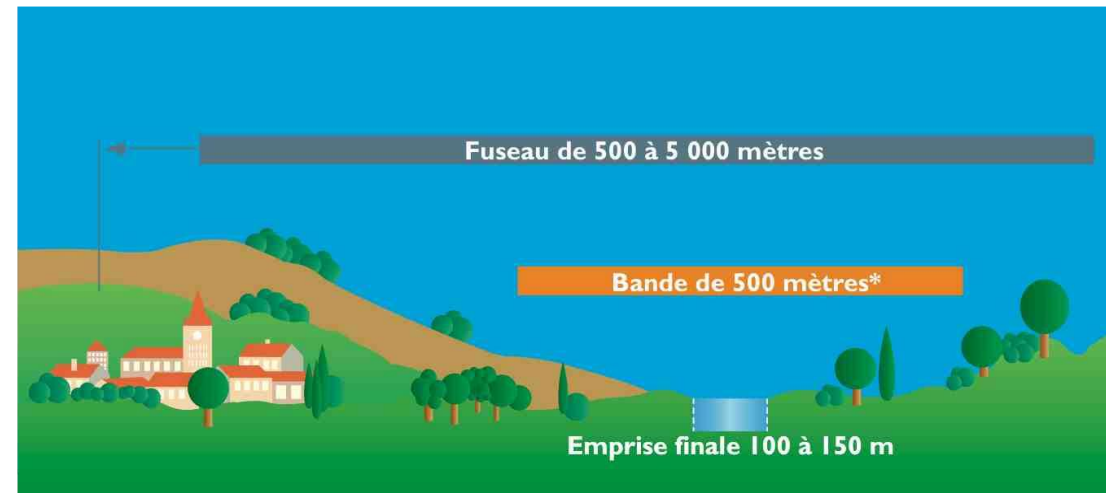 Fuseau de 500 à 5 000 mètres
Bande de 500 mètres*
Emprise finale 100 à 150 m